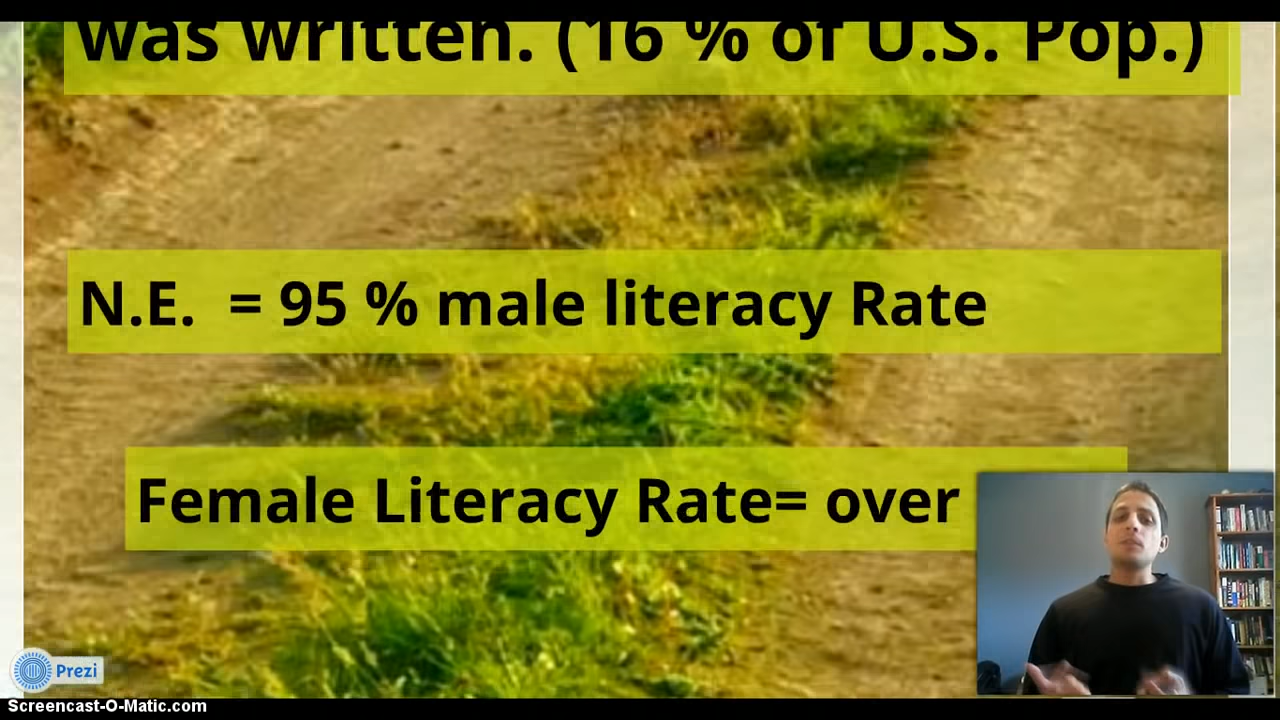 was written. (16 % of U.S. Pop.)
N.E. = 95 % male literacy Rate
Female Literacy Rate= over
Prezi
Screencast-O-Matic.com